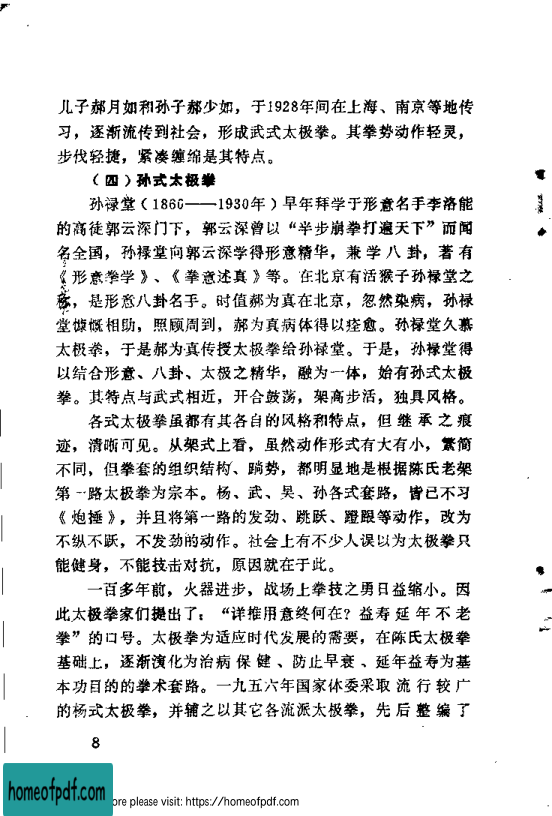 儿子郝月如和孙子郝少如，于1928年间在上海、南京等地传
习，逐渐流传到社会，形成武式太极拳。其拳势动作轻灵，
步伐轻捷，紧凑缠绵是其特点。
（四）孙式太极拳
孙禄堂（1860——1930年）早年拜学于形意名手李洛能
的高徒郭云深门下，郭云深曾以“半步崩拳打遍天下”而闻
名全国，孙禄堂向郭云深学得形意精华，兼学八卦，著有
《形意拳学》、《拳意述真》等。在北京有活猴子孙禄堂之
称，是形意八卦名手。时值郝为真在北京，忽然染病，孙禄
堂慷慨相助，照顾周到，郝为真病体得以痊愈。孙禄堂久慕
太极拳，于是郝为真传授太极拳给孙禄堂。于是，孙禄堂得
以结合形意、八卦、太极之精华，融为一体，始有孙式太极
拳。其特点与武式相近，开合鼓荡，架高步活，独具风格。
各式太极拳虽都有其各自的风格和特点，但继承之痕
迹，清晰可见。从架式上看，虽然动作形式有大有小，繁简
不同，但拳套的组织结构、趟势，都明显地是根据陈氏老架
第一路太极拳为宗本。杨、武、吴、孙各式套路，皆已不习
《炮捶》，并且将第一路的发劲、跳跃、蹬踩等动作，改为
不纵不跃，不发劲的动作。社会上有不少人误以为太极拳只
能健身，不能技击对抗，原因就在于此。
一百多年前，火器进步，战场上拳技之勇日益缩小。因
此太极拳家们提出了：“详推用意终何在？益寿延年不老
拳”的口号。太极拳为适应时代发展的需要，在陈氏太极拳
基础上，逐渐演化为治病保健、防止早衰、延年益寿为基
本功目的的拳术套路。一九五六年国家体委采取流行较广
的杨式太极拳，并辅之以其它各流派太极拳，先后整编了
8
homeofpdf.com
ore please visit: https://homeofpdf.com